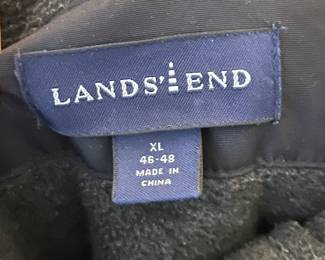 LANDS' END
XL
46-48
MADE IN
CHINA